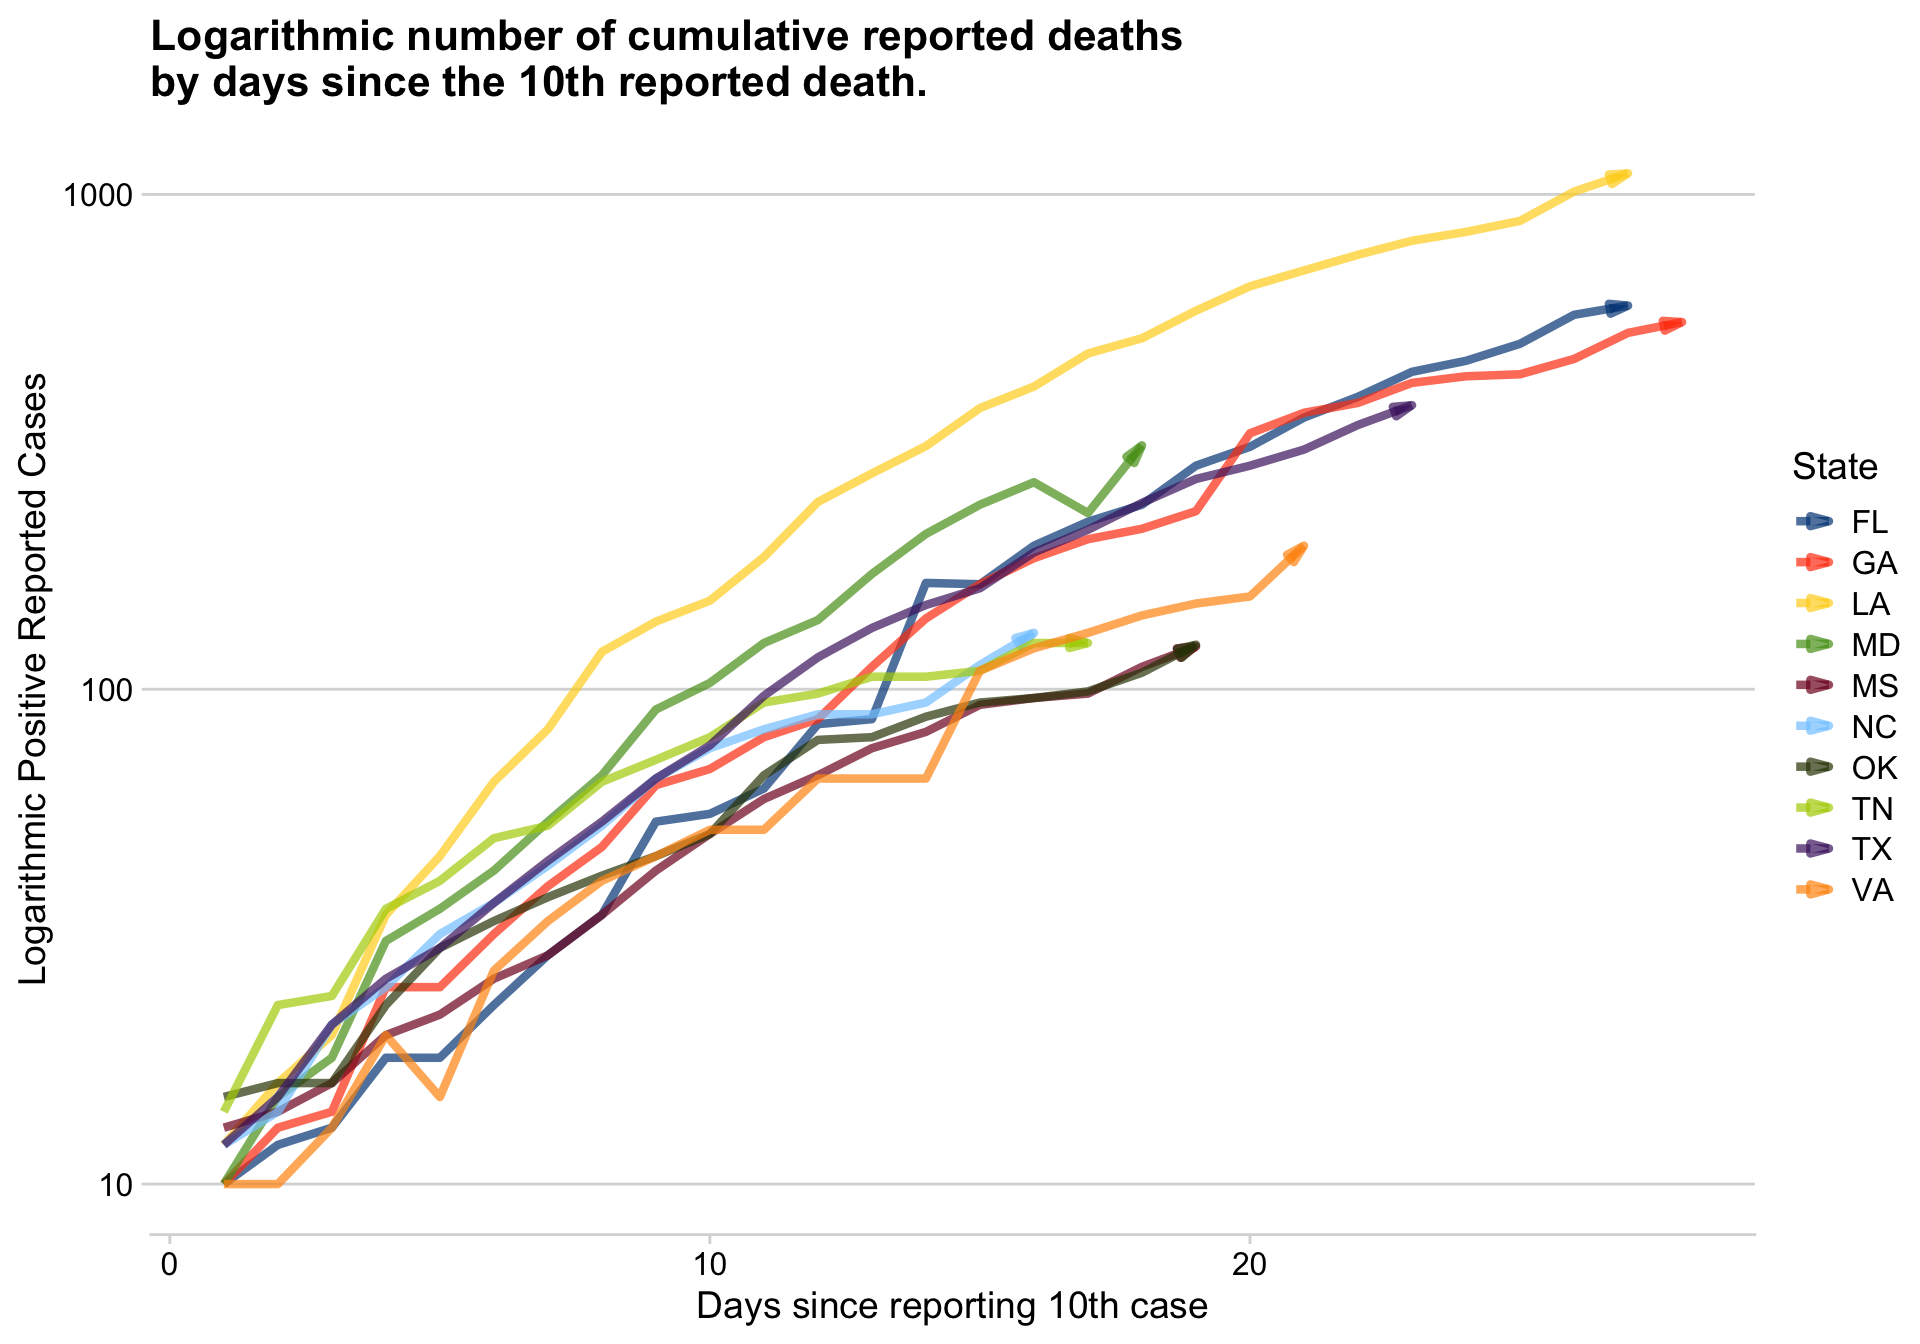 Logarithmic number of cumulative reported deaths
by days since the 10th reported death.
1000
100
10
Logarithmic Positive Reported Cases
0
10
20
Days since reporting 10th case
State
FL
GA
LA
MD
MS
NC
OK
TN
TX
VA